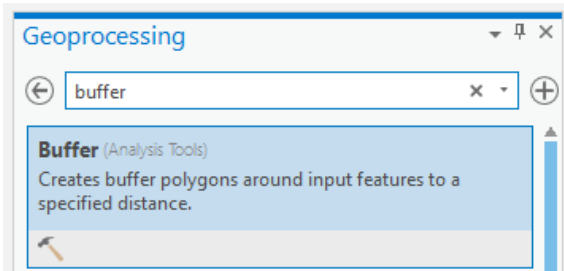 Geoprocessing
buffer
Buffer (Analysis Tools)
Creates buffer polygons around input features to a
specified distance.